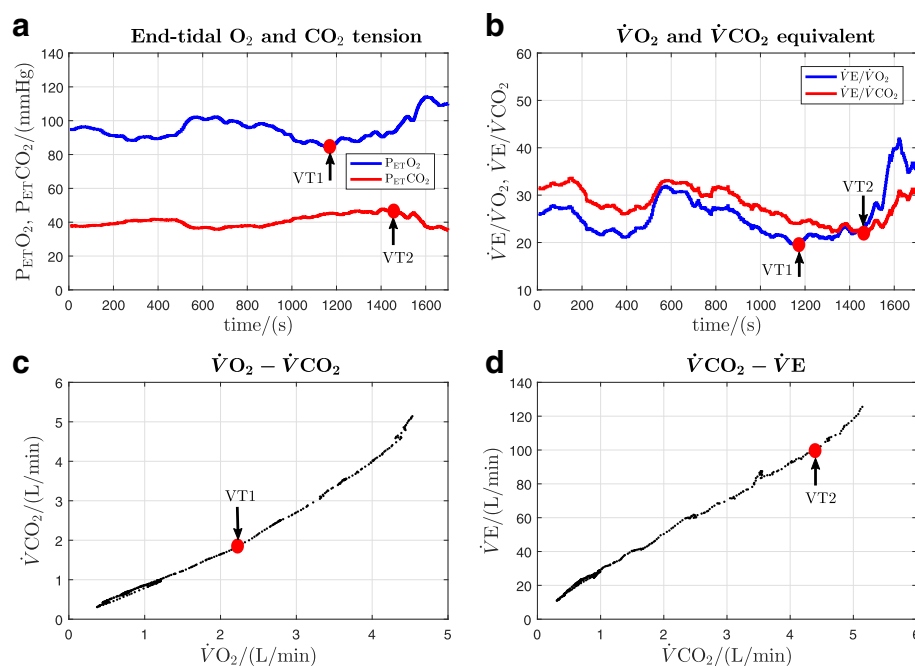 a
End-tidal O₂ and CO₂ tension
P_ETO₂, P_ETCO₂/(mmHg)
140
120
100
80
60
40
20
0
VT1
P_ETO₂
P_ETCO₂
VT2
0 200 400 600 800 1000 1200 1400 1600
time/(s)
b
V̇O₂ and V̇CO₂ equivalent
V̇E/V̇O₂, V̇E/V̇CO₂
60
50
40
30
20
10
V̇E/V̇O₂
V̇E/V̇CO₂
VT2
VT1
0 200 400 600 800 1000 1200 1400 1600
time/(s)
c
V̇O₂ − V̇CO₂
V̇CO₂/(L/min)
6
5
4
3
2
1
0
VT1
0 1 2 3 4 5
V̇O₂/(L/min)
d
V̇CO₂ − V̇E
V̇E/(L/min)
140
120
100
80
60
40
20
0
VT2
0 1 2 3 4 5 6
V̇CO₂/(L/min)